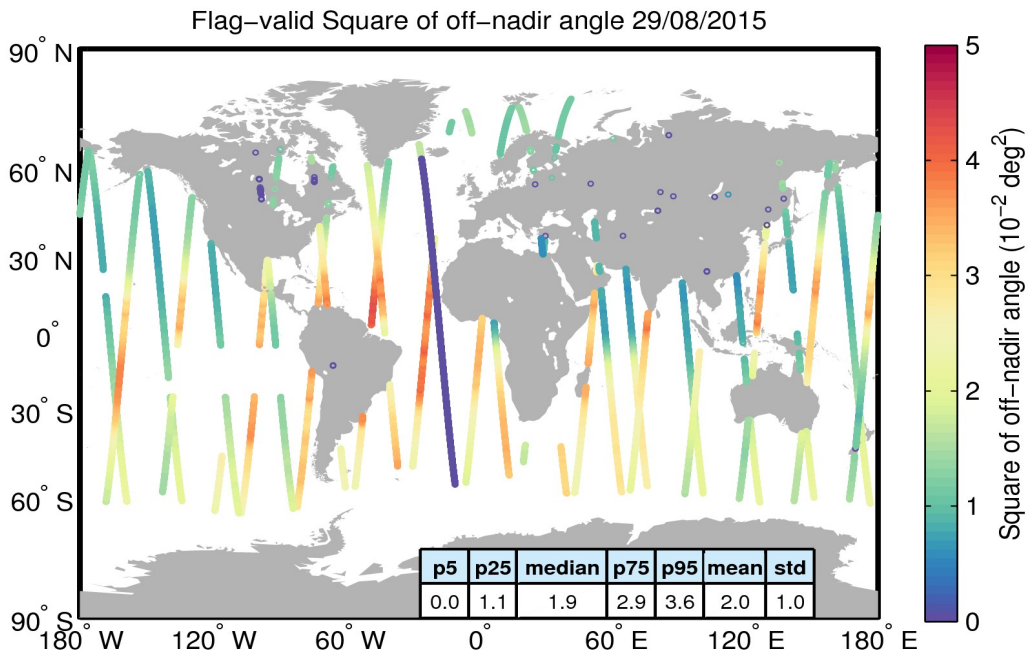 Flag−valid Square of off−nadir angle 29/08/2015
90° N
60° N
30° N
0°
30° S
60° S
90° S
180° W
120° W
60° W
0°
60° E
120° E
180° E
p5 p25 median p75 p95 mean std
0.0 1.1 1.9 2.9 3.6 2.0 1.0
5
4
3
2
1
0
Square of off−nadir angle (10⁻² deg²)